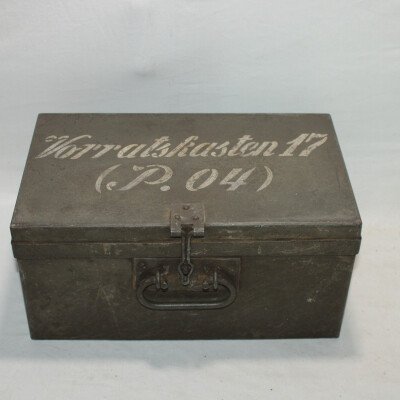 Vorratskasten 17
(P. 04)